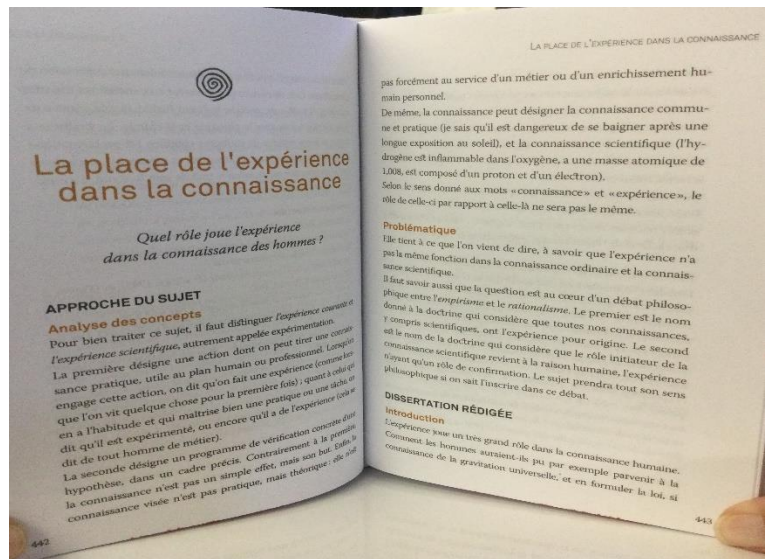 La place de l'expérience
dans la connaissance
Quel rôle joue l'expérience
dans la connaissance des hommes ?
APPROCHE DU SUJET
Analyse des concepts
Pour bien traiter ce sujet, il faut distinguer l'expérience courante et
l'expérience scientifique, autrement appelée expérimentation.
La première désigne une action dont on peut tirer une connais-
sance pratique, utile au plan humain ou professionnel. Lorsqu'on
engage cette action, on dit qu'on fait une expérience (comme lors-
que l'on vit quelque chose pour la première fois) ; quant à celui qui
en a l'habitude et qui maîtrise bien une pratique ou une tâche, on
dit qu'il est expérimenté, ou encore qu'il a de l'expérience (cela se
dit de tout homme de métier).
La seconde désigne un programme de vérification concrète d'une
hypothèse, dans un cadre précis. Contrairement à la première
la connaissance n'est pas un simple effet, mais son but. Enfin, la
connaissance visée n'est pas pratique, mais théorique : elle n'est
442
LA PLACE DE L'EXPÉRIENCE DANS LA CONNAISSANCE
pas forcément au service d'un métier ou d'un enrichissement hu-
main personnel.
De même, la connaissance peut désigner la connaissance commu-
ne et pratique (je sais qu'il est dangereux de se baigner après une
longue exposition au soleil), et la connaissance scientifique (l'hy-
drogène est inflammable dans l'oxygène, a une masse atomique de
1,008, est composé d'un proton et d'un électron).
Selon le sens donné aux mots «connaissance» et «expérience», le
rôle de celle-ci par rapport à celle-là ne sera pas le même.
Problématique
Elle tient à ce que l'on vient de dire, à savoir que l'expérience n'a
pas la même fonction dans la connaissance ordinaire et la connais-
sance scientifique.
Il faut savoir aussi que la question est au cœur d'un débat philoso-
phique entre l'empirisme et le rationalisme. Le premier est le nom
donné à la doctrine qui considère que toutes nos connaissances,
y compris scientifiques, ont l'expérience pour origine. Le second
est le nom de la doctrine qui considère que le rôle initiateur de la
connaissance scientifique revient à la raison humaine, l'expérience
n'ayant qu'un rôle de confirmation. Le sujet prendra tout son sens
philosophique si on sait l'inscrire dans ce débat.
DISSERTATION RÉDIGÉE
Introduction
L'expérience joue un très grand rôle dans la connaissance humaine.
Comment les hommes auraient-ils pu par exemple parvenir à la
connaissance de la gravitation universelle, et en formuler la loi, si
443